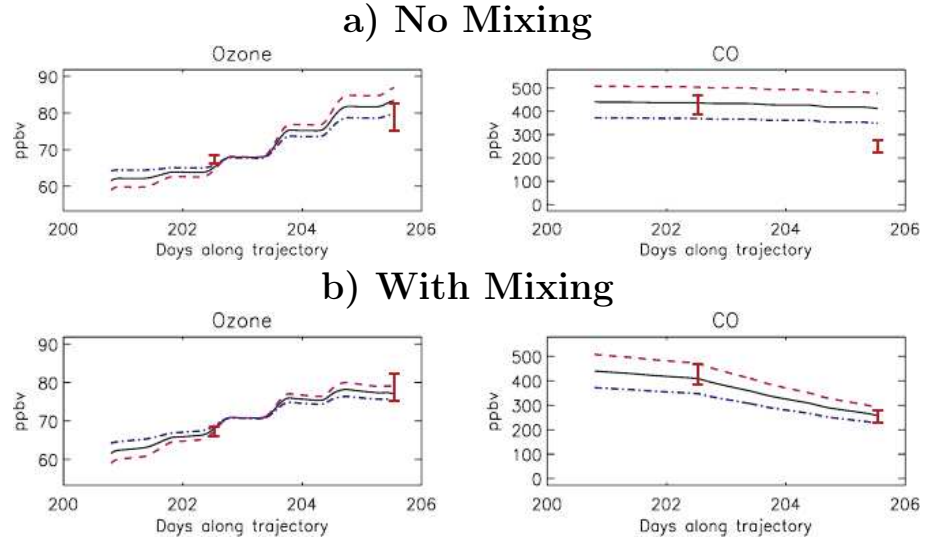 a) No Mixing
Ozone
CO
ppbv
90
80
70
60
200 202 204 206
Days along trajectory
ppbv
500
400
300
200
100
0
200 202 204 206
Days along trajectory
b) With Mixing
Ozone
CO
ppbv
90
80
70
60
200 202 204 206
Days along trajectory
ppbv
500
400
300
200
100
0
200 202 204 206
Days along trajectory